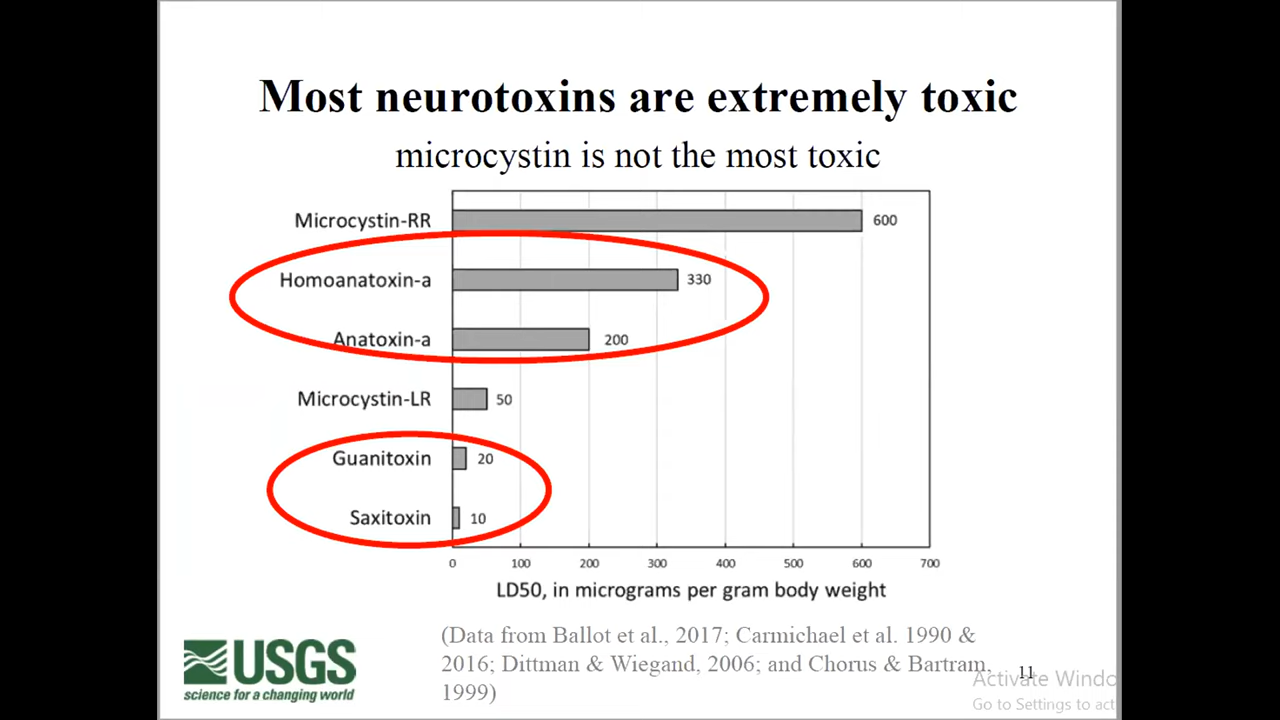 Most neurotoxins are extremely toxic
microcystin is not the most toxic
Microcystin-RR 600
Homoanatoxin-a 330
Anatoxin-a 200
Microcystin-LR 50
Guanitoxin 20
Saxitoxin 10
0 100 200 300 400 500 600 700
LD50, in micrograms per gram body weight
USGS
science for a changing world
(Data from Ballot et al., 2017; Carmichael et al. 1990 &
2016; Dittman & Wiegand, 2006; and Chorus & Bartram,
1999)
11
Activate Windo
Go to Settings to act